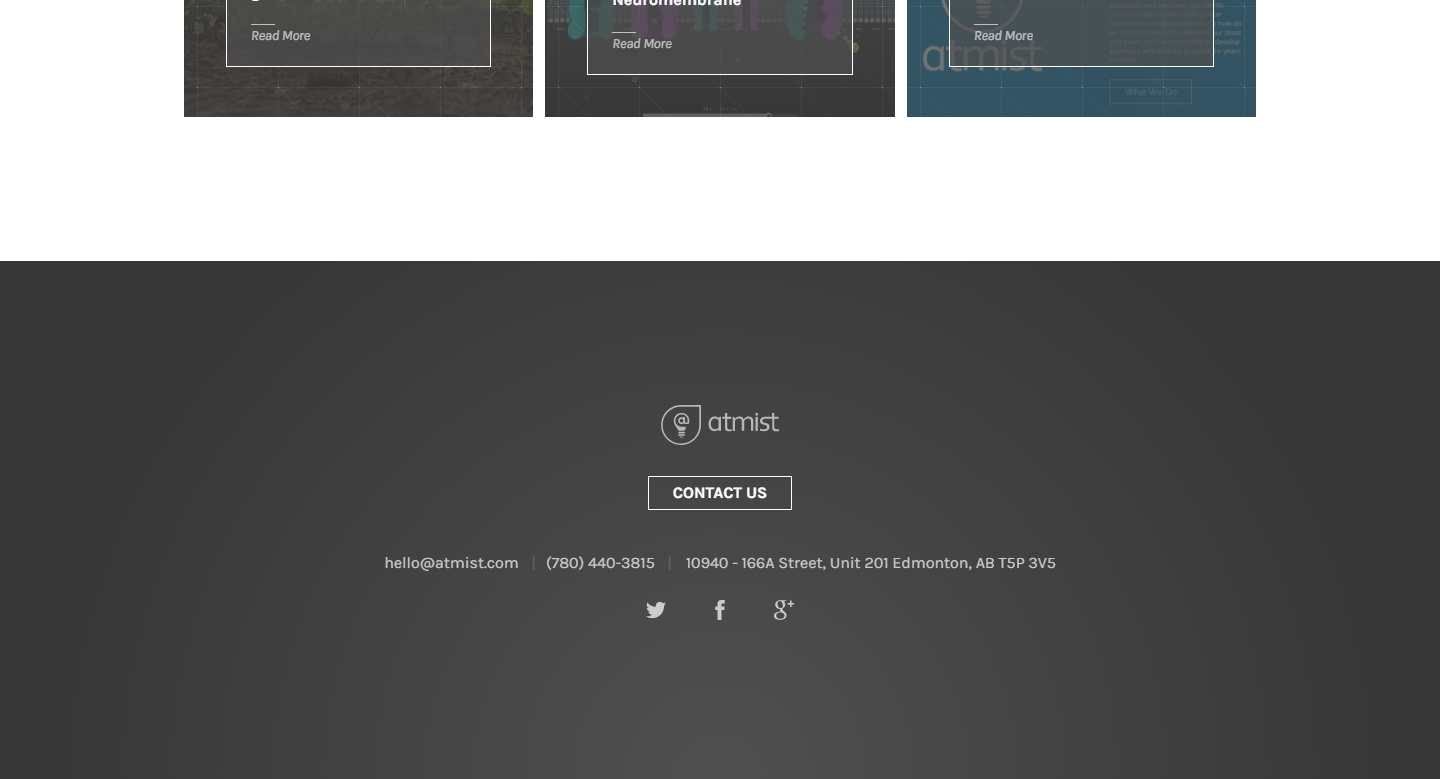 Neuromembrane
Read More
Read More
Read More
atmist
What We Do
atmist
CONTACT US
hello@atmist.com | (780) 440-3815 | 10940 - 166A Street, Unit 201 Edmonton, AB T5P 3V5